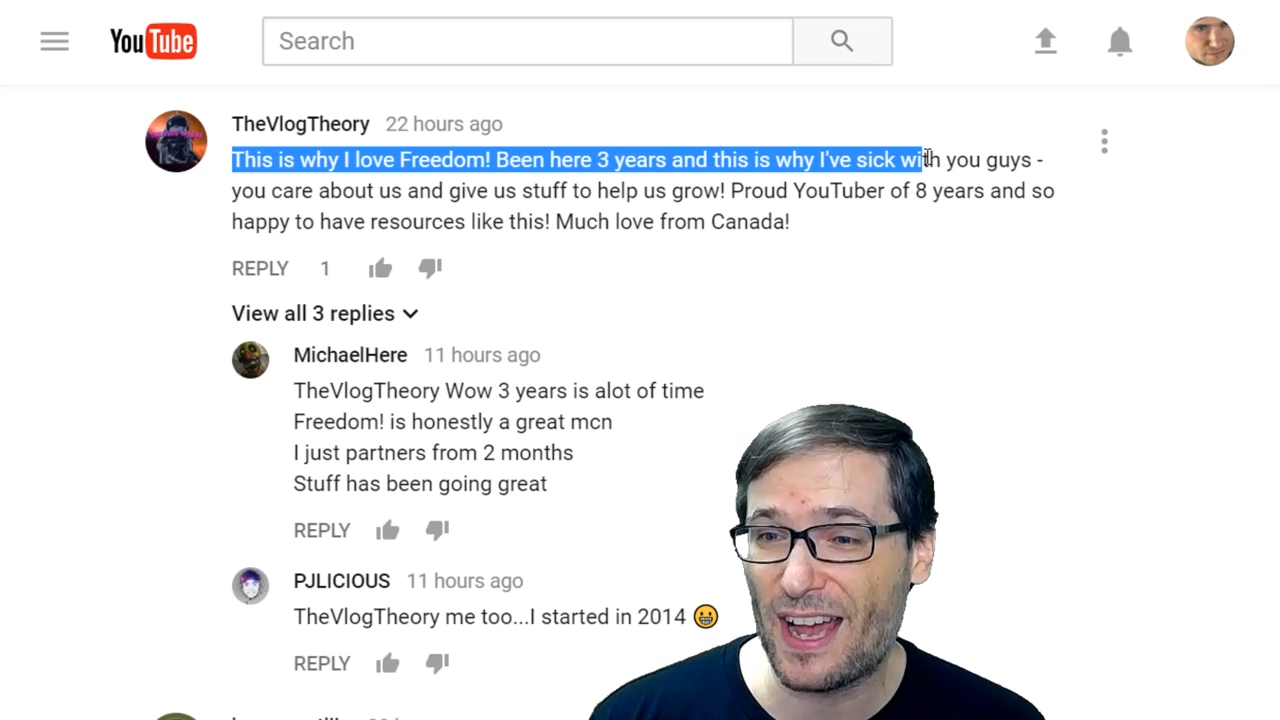 YouTube
Search
TheVlogTheory 22 hours ago
This is why I love Freedom! Been here 3 years and this is why I've sick with you guys -
you care about us and give us stuff to help us grow! Proud YouTuber of 8 years and so
happy to have resources like this! Much love from Canada!
REPLY 1
View all 3 replies
MichaelHere 11 hours ago
TheVlogTheory Wow 3 years is alot of time
Freedom! is honestly a great mcn
I just partners from 2 months
Stuff has been going great
REPLY
PJLICIOUS 11 hours ago
TheVlogTheory me too...I started in 2014 😀
REPLY